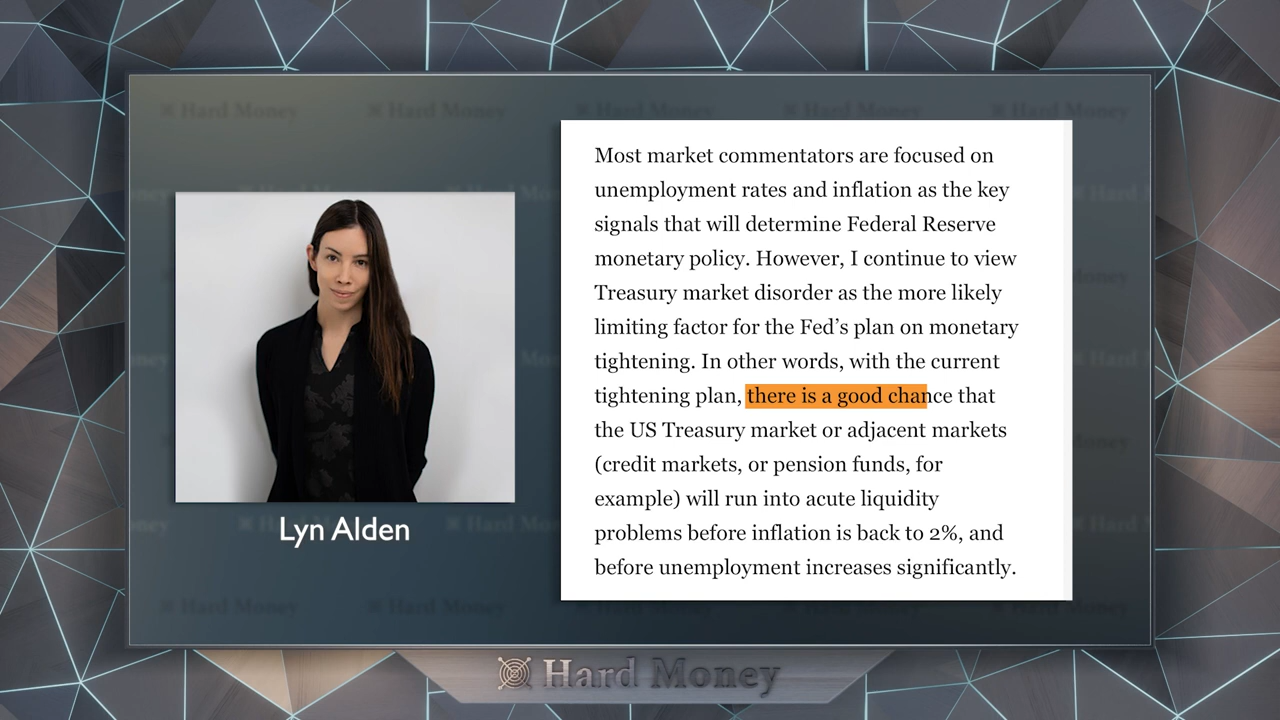 Most market commentators are focused on
unemployment rates and inflation as the key
signals that will determine Federal Reserve
monetary policy. However, I continue to view
Treasury market disorder as the more likely
limiting factor for the Fed’s plan on monetary
tightening. In other words, with the current
tightening plan, there is a good chance that
the US Treasury market or adjacent markets
(credit markets, or pension funds, for
example) will run into acute liquidity
problems before inflation is back to 2%, and
before unemployment increases significantly.
Lyn Alden
Hard Money